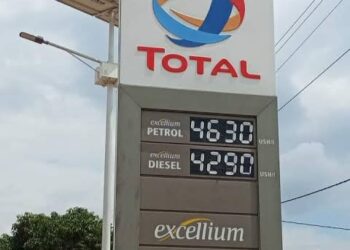 TOTAL
excellium
PETROL 4630 USH/l
excellium
DIESEL 4290 USH/l
excellium